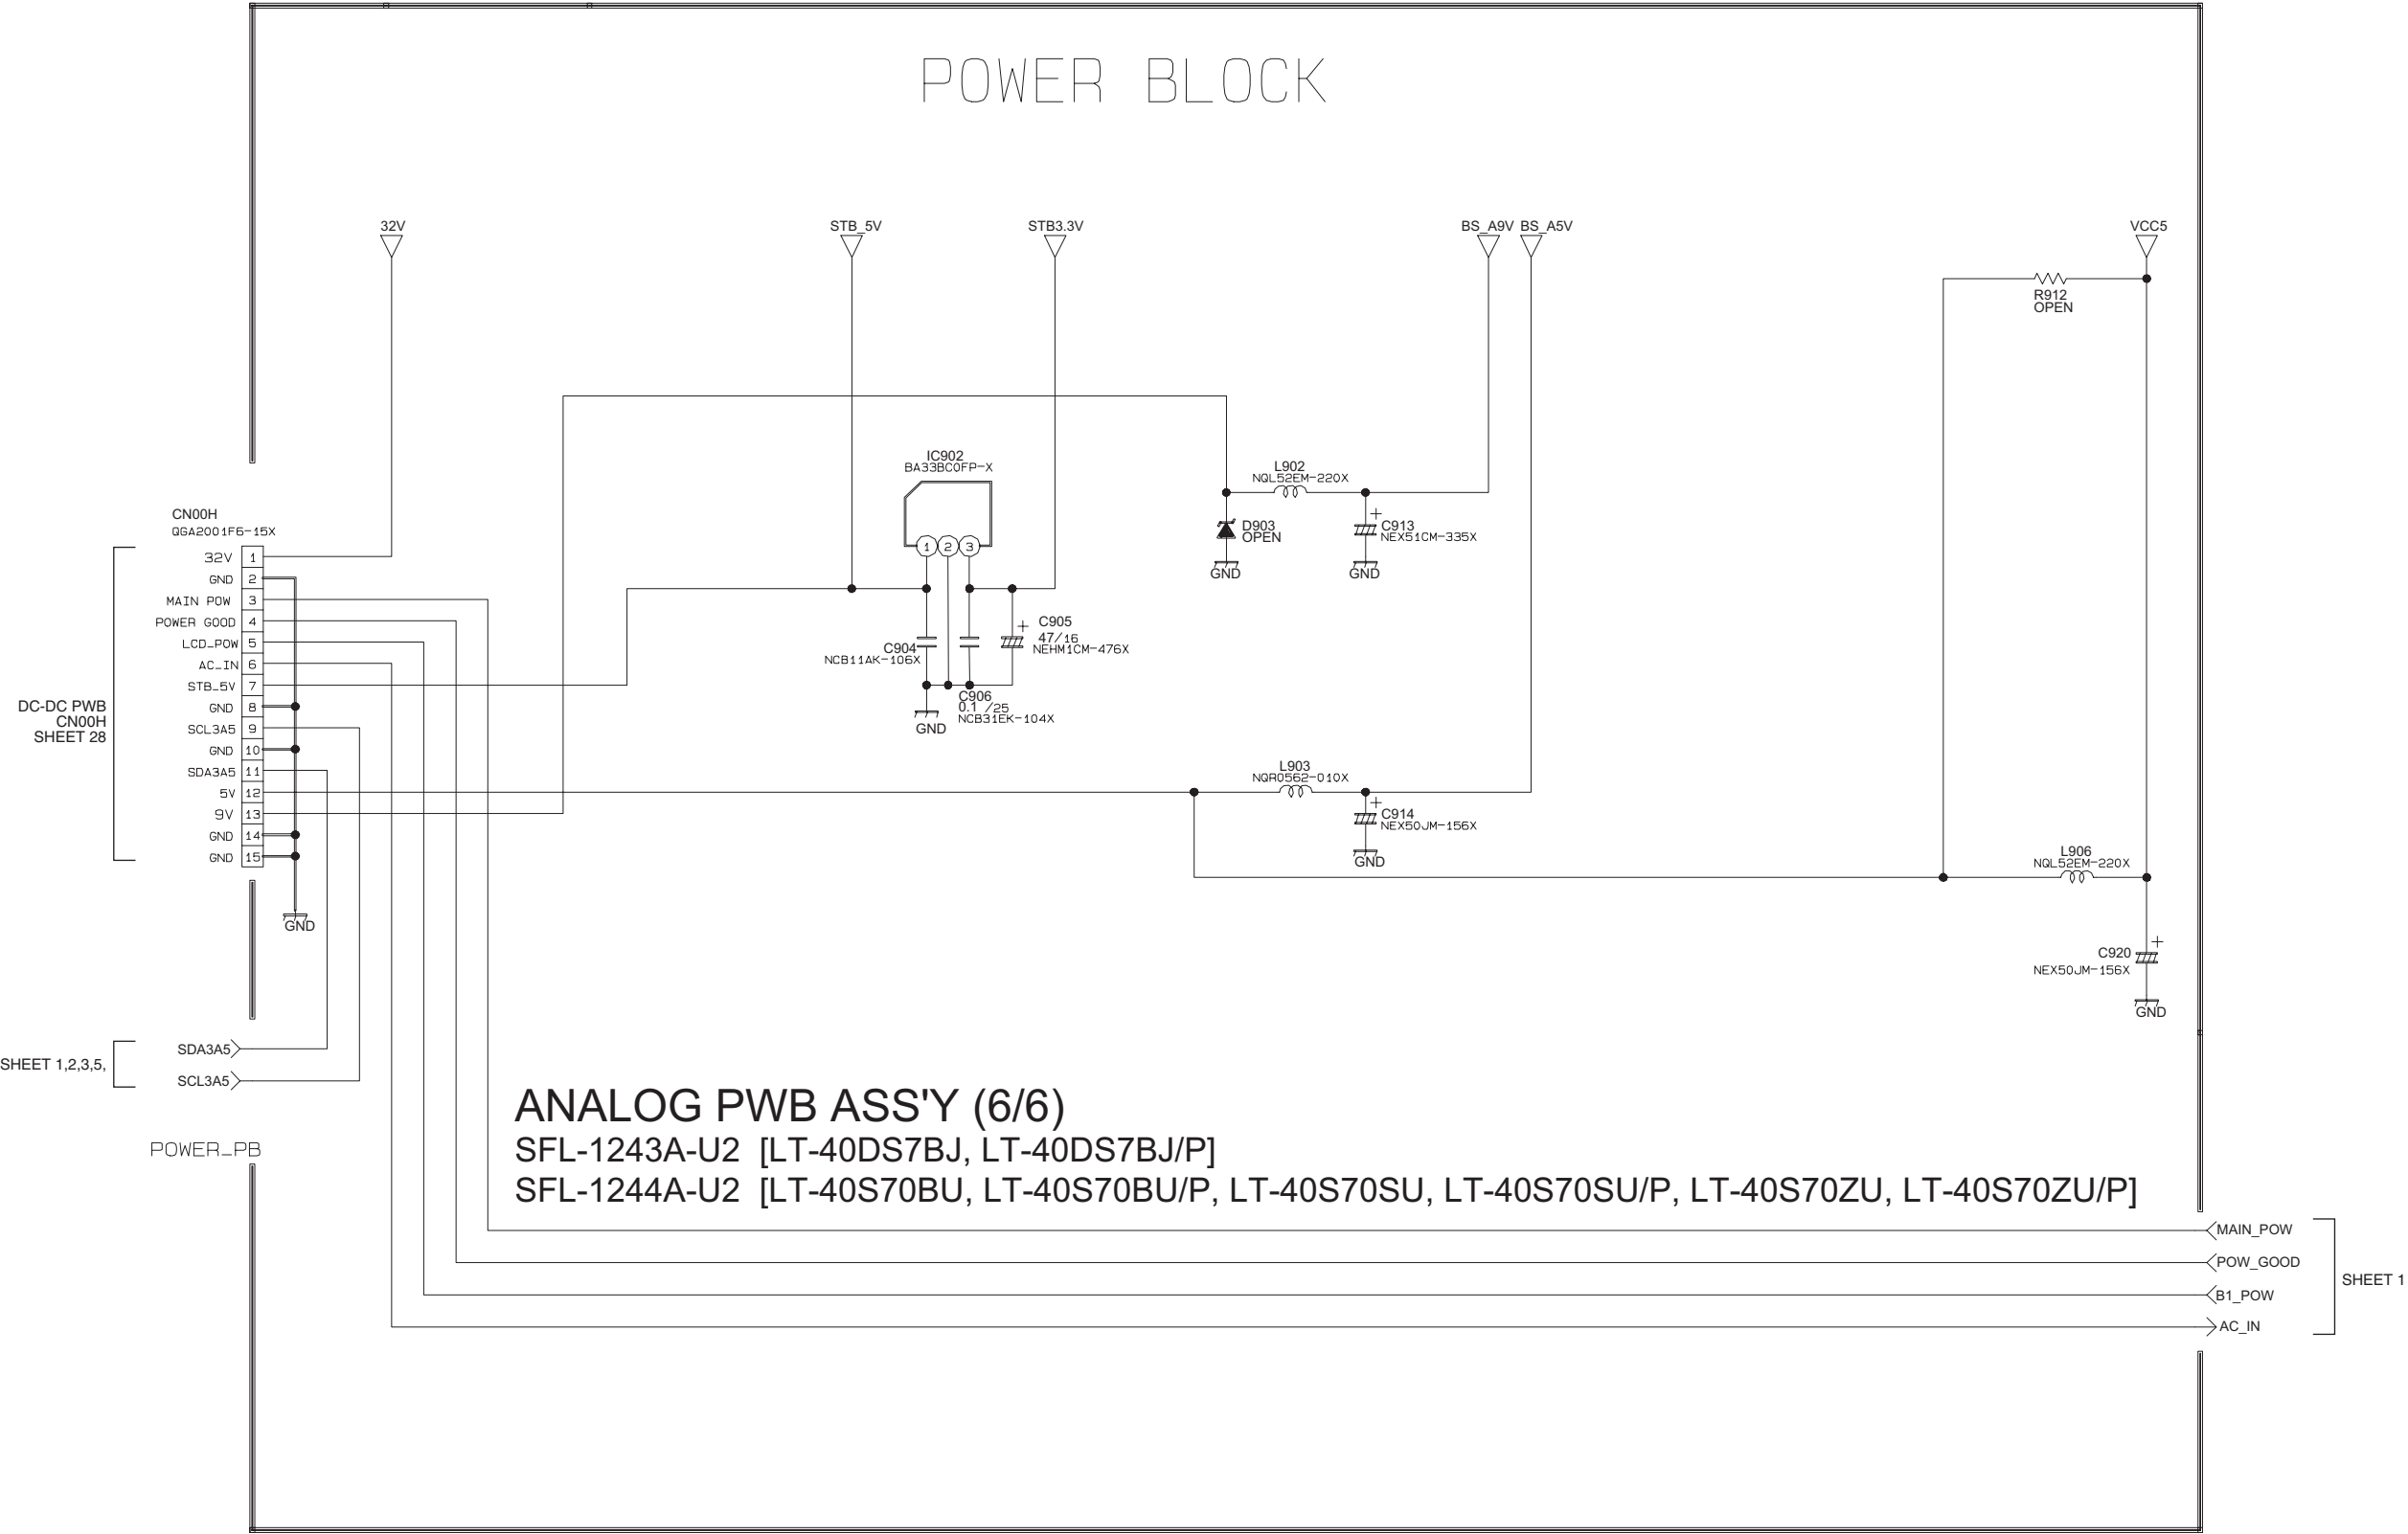 POWER BLOCK
32V
STB_5V
STB3.3V
BS_A9V
BS_A5V
VCC5
R912
OPEN
IC902
BA33BC0FP-X
1
2
3
L902
NQL52EM-220X
D903
OPEN
GND
C913
NEX51CM-335X
GND
CN00H
QGA2001F6-15X
32V 1
GND 2
MAIN POW 3
POWER GOOD 4
LCD_POW 5
AC_IN 6
STB_5V 7
GND 8
SCL3A5 9
GND 10
SDA3A5 11
5V 12
9V 13
GND 14
GND 15
GND
DC-DC PWB
CN00H
SHEET 28
C904
NCB11AK-106X
C905
47/16
NEHM1CM-476X
C906
0.1 /25
NCB31EK-104X
GND
L903
NQR0562-010X
C914
NEX50JM-156X
GND
L906
NQL52EM-220X
C920
NEX50JM-156X
GND
SHEET 1,2,3,5,
SDA3A5
SCL3A5
POWER_PB
ANALOG PWB ASS'Y (6/6)
SFL-1243A-U2 [LT-40DS7BJ, LT-40DS7BJ/P]
SFL-1244A-U2 [LT-40S70BU, LT-40S70BU/P, LT-40S70SU, LT-40S70SU/P, LT-40S70ZU, LT-40S70ZU/P]
MAIN_POW
POW_GOOD
B1_POW
AC_IN
SHEET 1